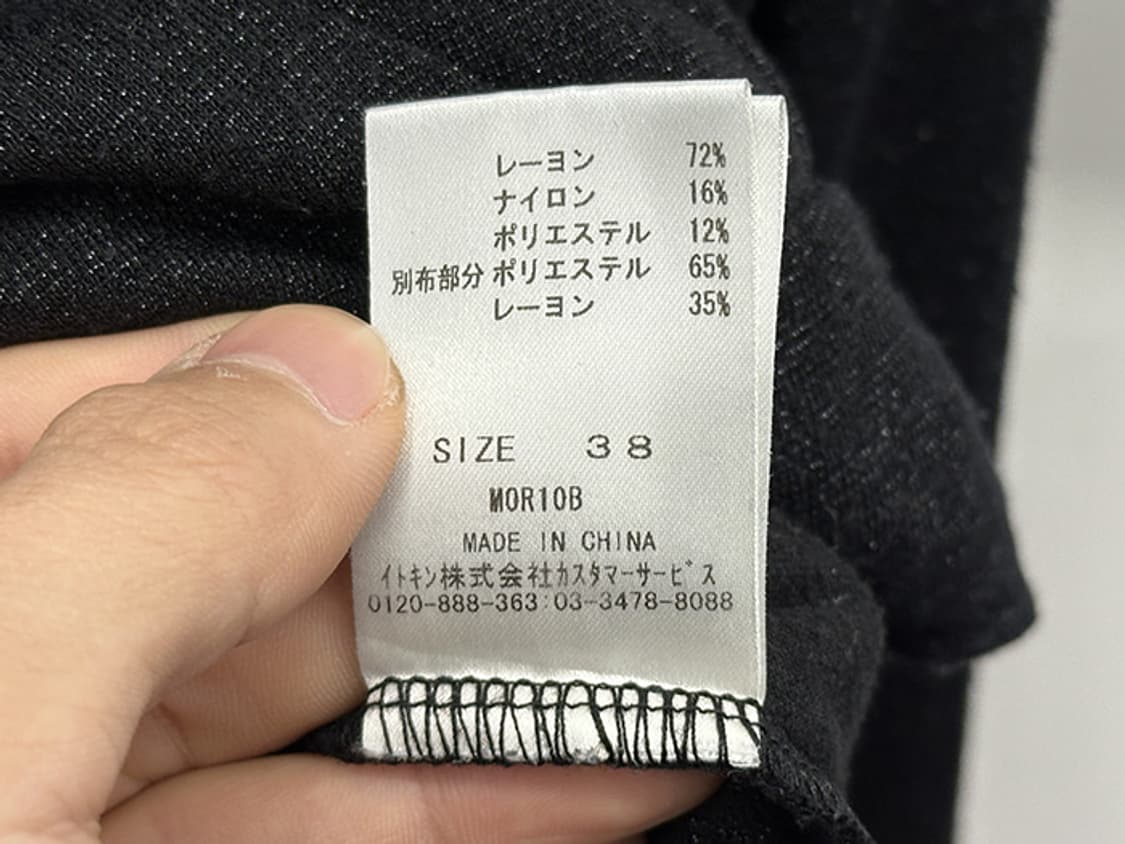 レーヨン 72%
ナイロン 16%
ポリエステル 12%
別布部分 ポリエステル 65%
レーヨン 35%
SIZE 38
MOR10B
MADE IN CHINA
ｲﾄｷﾝ株式会社ｶｽﾀﾏｰｻｰﾋﾞｽ
0120-888-363:03-3478-8088